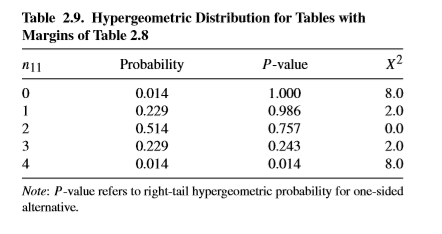 Table 2.9. Hypergeometric Distribution for Tables with
Margins of Table 2.8
n11 Probability P-value X2
0 0.014 1.000 8.0
1 0.229 0.986 2.0
2 0.514 0.757 0.0
3 0.229 0.243 2.0
4 0.014 0.014 8.0
Note: P-value refers to right-tail hypergeometric probability for one-sided
alternative.